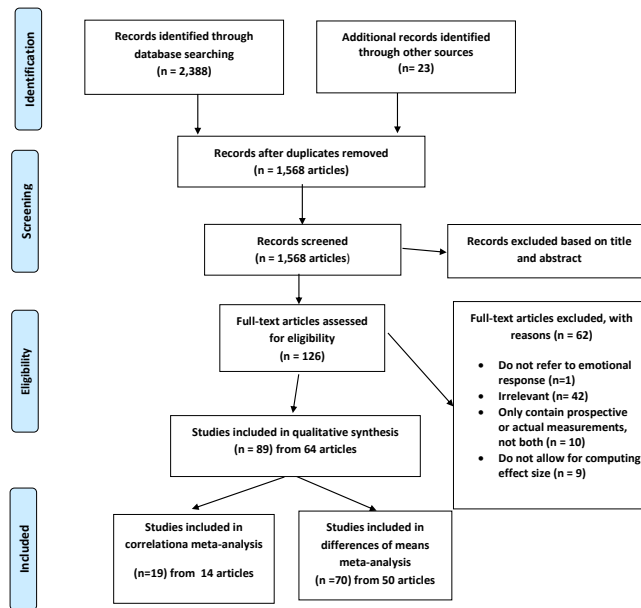 Identification
Records identified through
database searching
(n = 2,388)
Additional records identified
through other sources
(n= 23)
Records after duplicates removed
(n = 1,568 articles)
Screening
Records screened
(n = 1,568 articles)
Records excluded based on title
and abstract
Eligibility
Full-text articles assessed
for eligibility
(n = 126)
Full-text articles excluded, with
reasons (n = 62)
• Do not refer to emotional
response (n=1)
• Irrelevant (n= 42)
• Only contain prospective
or actual measurements,
not both (n = 10)
• Do not allow for computing
effect size (n = 9)
Studies included in qualitative synthesis
(n = 89) from 64 articles
Included
Studies included in
correlationa meta-analysis
(n=19) from 14 articles
Studies included in
differences of means
meta-analysis
(n =70) from 50 articles